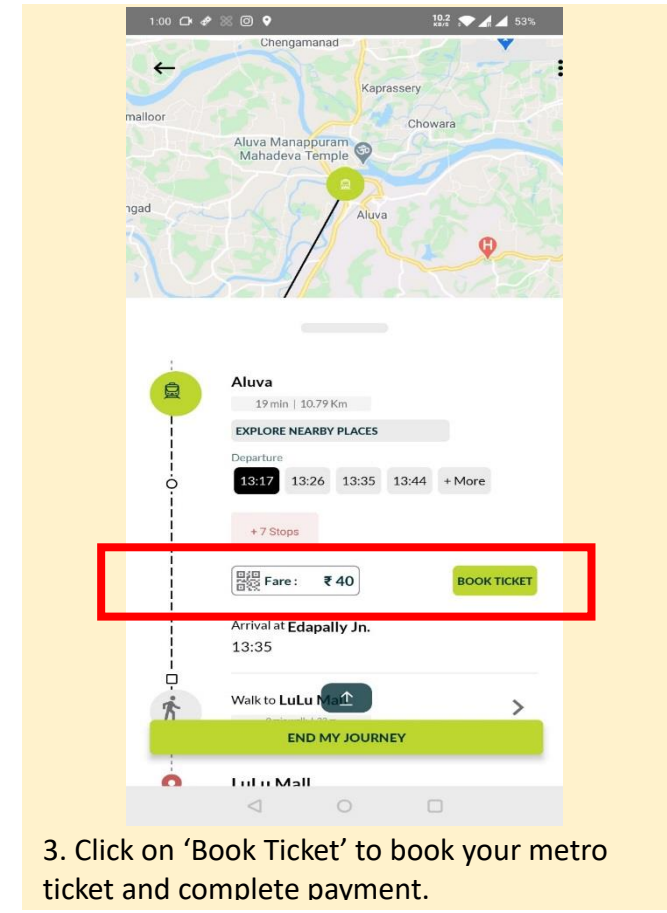 1:00
10.2
KB/S
53%
Chengamanad
Kaprassery
malloor
Chowara
Aluva Manappuram
Mahadeva Temple
ngad
Aluva
H
Aluva
19 min | 10.79 Km
EXPLORE NEARBY PLACES
Departure
13:17 13:26 13:35 13:44 + More
+ 7 Stops
Fare : ₹ 40 BOOK TICKET
Arrival at Edapally Jn.
13:35
Walk to LuLu Mall
END MY JOURNEY
LuLu Mall
3. Click on ‘Book Ticket’ to book your metro
ticket and complete payment.